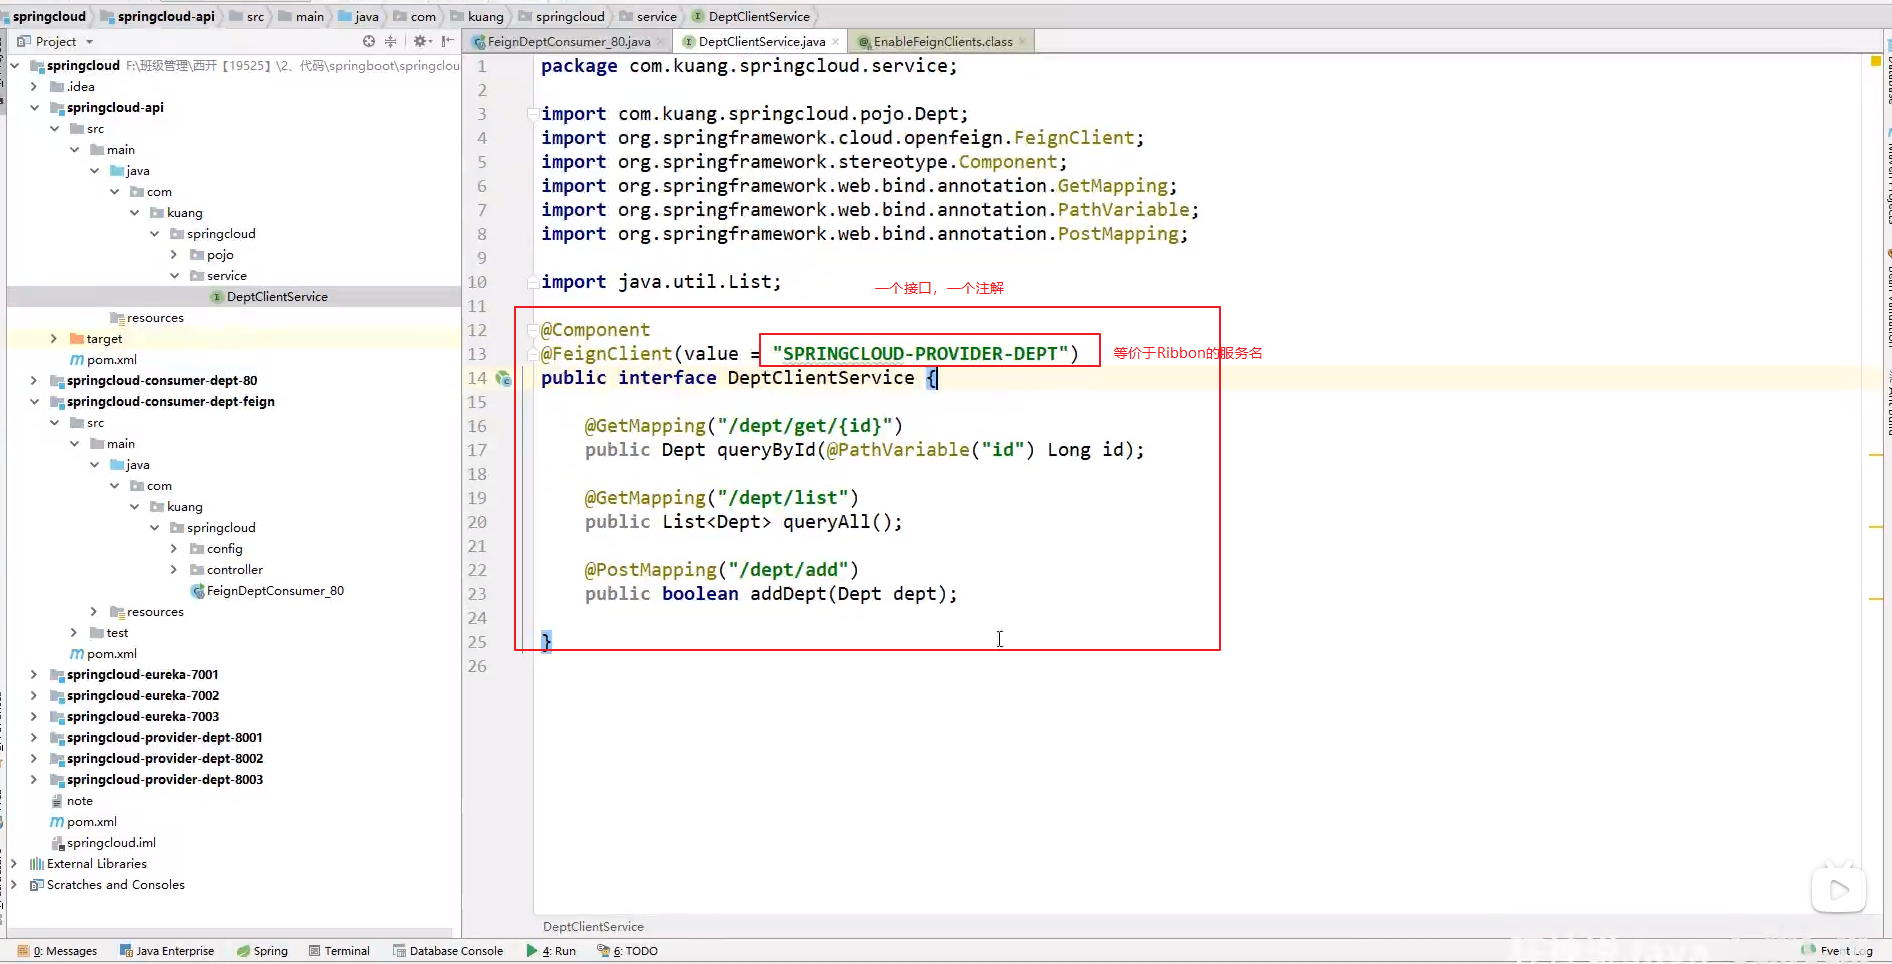 springcloud springcloud-api src main java com kuang springcloud service DeptClientService
Project
FeignDeptConsumer_80.java DeptClientService.java EnableFeignClients.class
springcloud F:\班级管理\西开【19525】\2、代码\springboot\springclou
.idea
springcloud-api
src
main
java
com
kuang
springcloud
pojo
service
DeptClientService
resources
target
pom.xml
springcloud-consumer-dept-80
springcloud-consumer-dept-feign
src
main
java
com
kuang
springcloud
config
controller
FeignDeptConsumer_80
resources
test
pom.xml
springcloud-eureka-7001
springcloud-eureka-7002
springcloud-eureka-7003
springcloud-provider-dept-8001
springcloud-provider-dept-8002
springcloud-provider-dept-8003
note
pom.xml
springcloud.iml
External Libraries
Scratches and Consoles
1 package com.kuang.springcloud.service;
2
3 import com.kuang.springcloud.pojo.Dept;
4 import org.springframework.cloud.openfeign.FeignClient;
5 import org.springframework.stereotype.Component;
6 import org.springframework.web.bind.annotation.GetMapping;
7 import org.springframework.web.bind.annotation.PathVariable;
8 import org.springframework.web.bind.annotation.PostMapping;
9
10 import java.util.List;
一个接口，一个注解
11
12 @Component
13 @FeignClient(value = "SPRINGCLOUD-PROVIDER-DEPT") 等价于Ribbon的服务名
14 public interface DeptClientService {
15
16 @GetMapping("/dept/get/{id}")
17 public Dept queryById(@PathVariable("id") Long id);
18
19 @GetMapping("/dept/list")
20 public List<Dept> queryAll();
21
22 @PostMapping("/dept/add")
23 public boolean addDept(Dept dept);
24
25 }
26
DeptClientService
0: Messages Java Enterprise Spring Terminal Database Console 4: Run 6: TODO Event Log